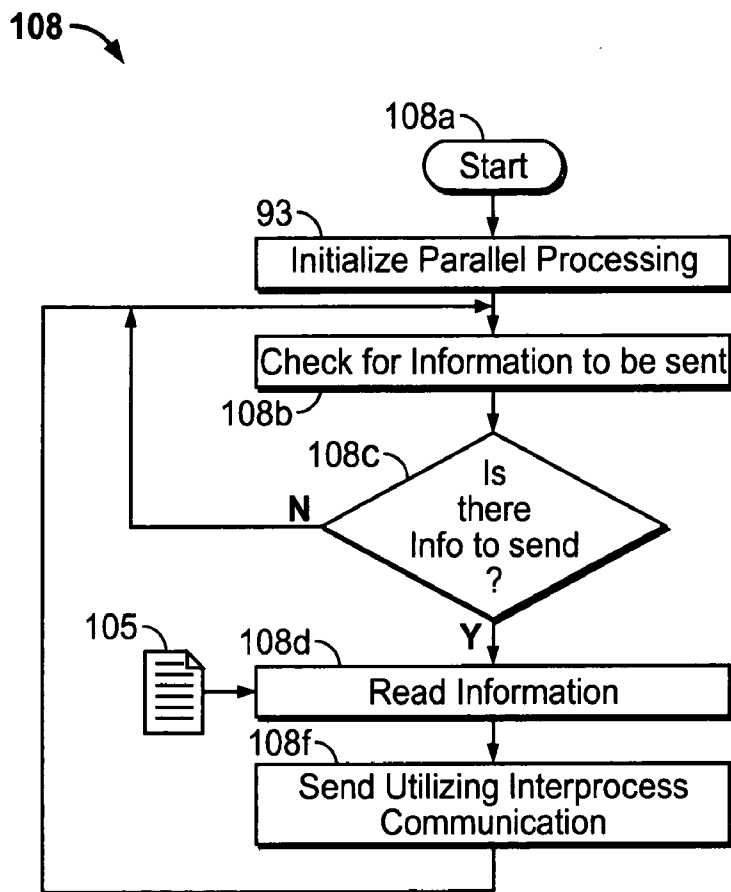 108
108a
Start
93
Initialize Parallel Processing
Check for Information to be sent
108b
108c
Is
there
Info to send
?
N
Y
105
108d
Read Information
108f
Send Utilizing Interprocess
Communication